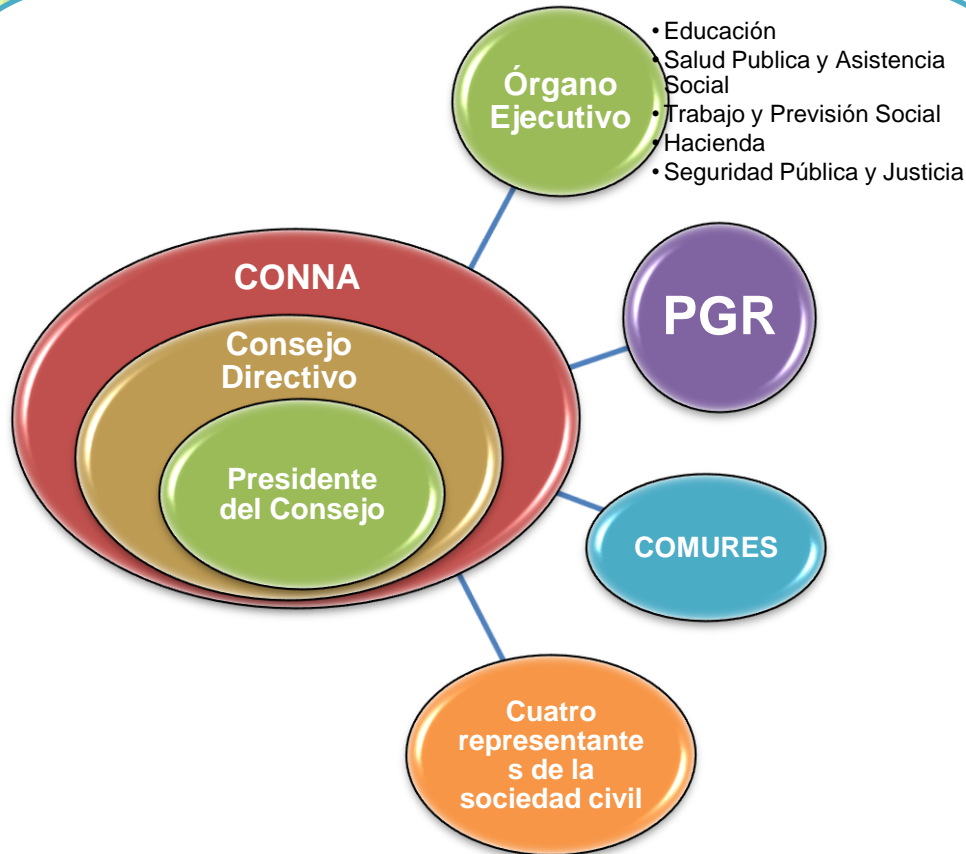 • Educación
• Salud Publica y Asistencia
Social
• Trabajo y Previsión Social
• Hacienda
• Seguridad Pública y Justicia
Órgano
Ejecutivo
CONNA
Consejo
Directivo
Presidente
del Consejo
PGR
COMURES
Cuatro
representante
s de la
sociedad civil